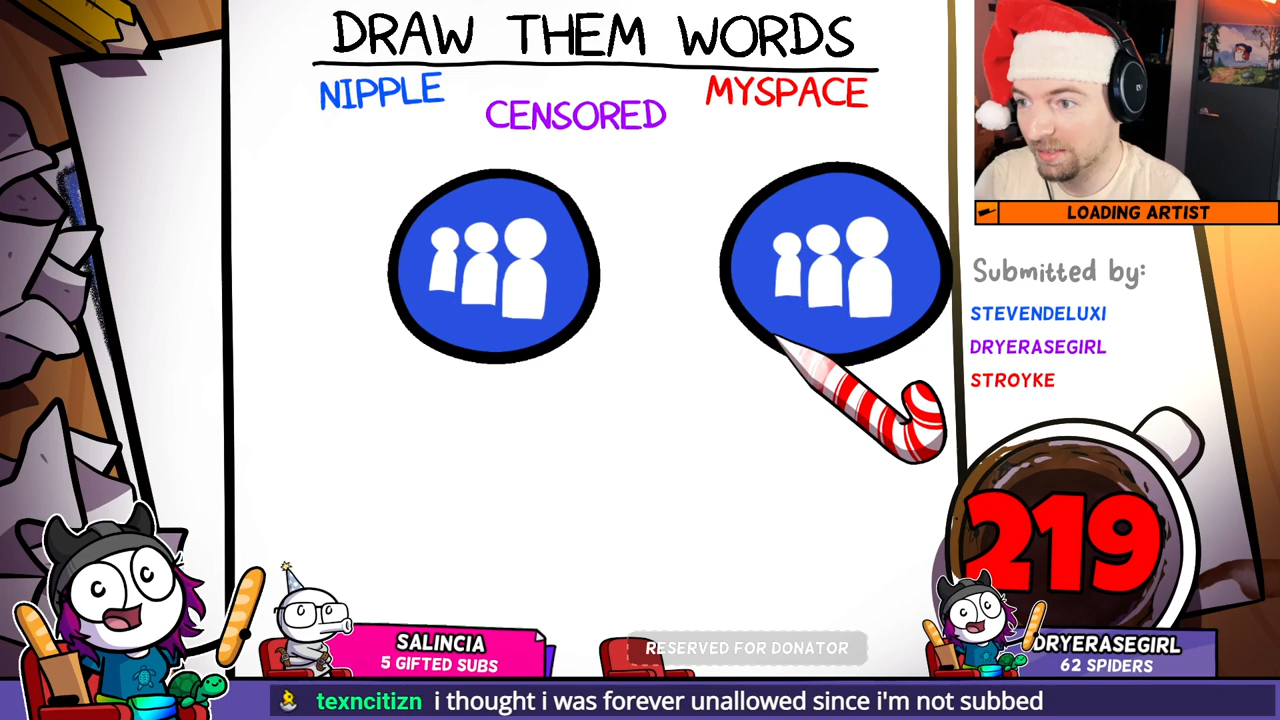 DRAW THEM WORDS
NIPPLE
CENSORED
MYSPACE
LOADING ARTIST
Submitted by:
STEVENDELUXI
DRYERASEGIRL
STROYKE
219
SALINCIA
5 GIFTED SUBS
RESERVED FOR DONATOR
DRYERASEGIRL
62 SPIDERS
texncitizn i thought i was forever unallowed since i'm not subbed